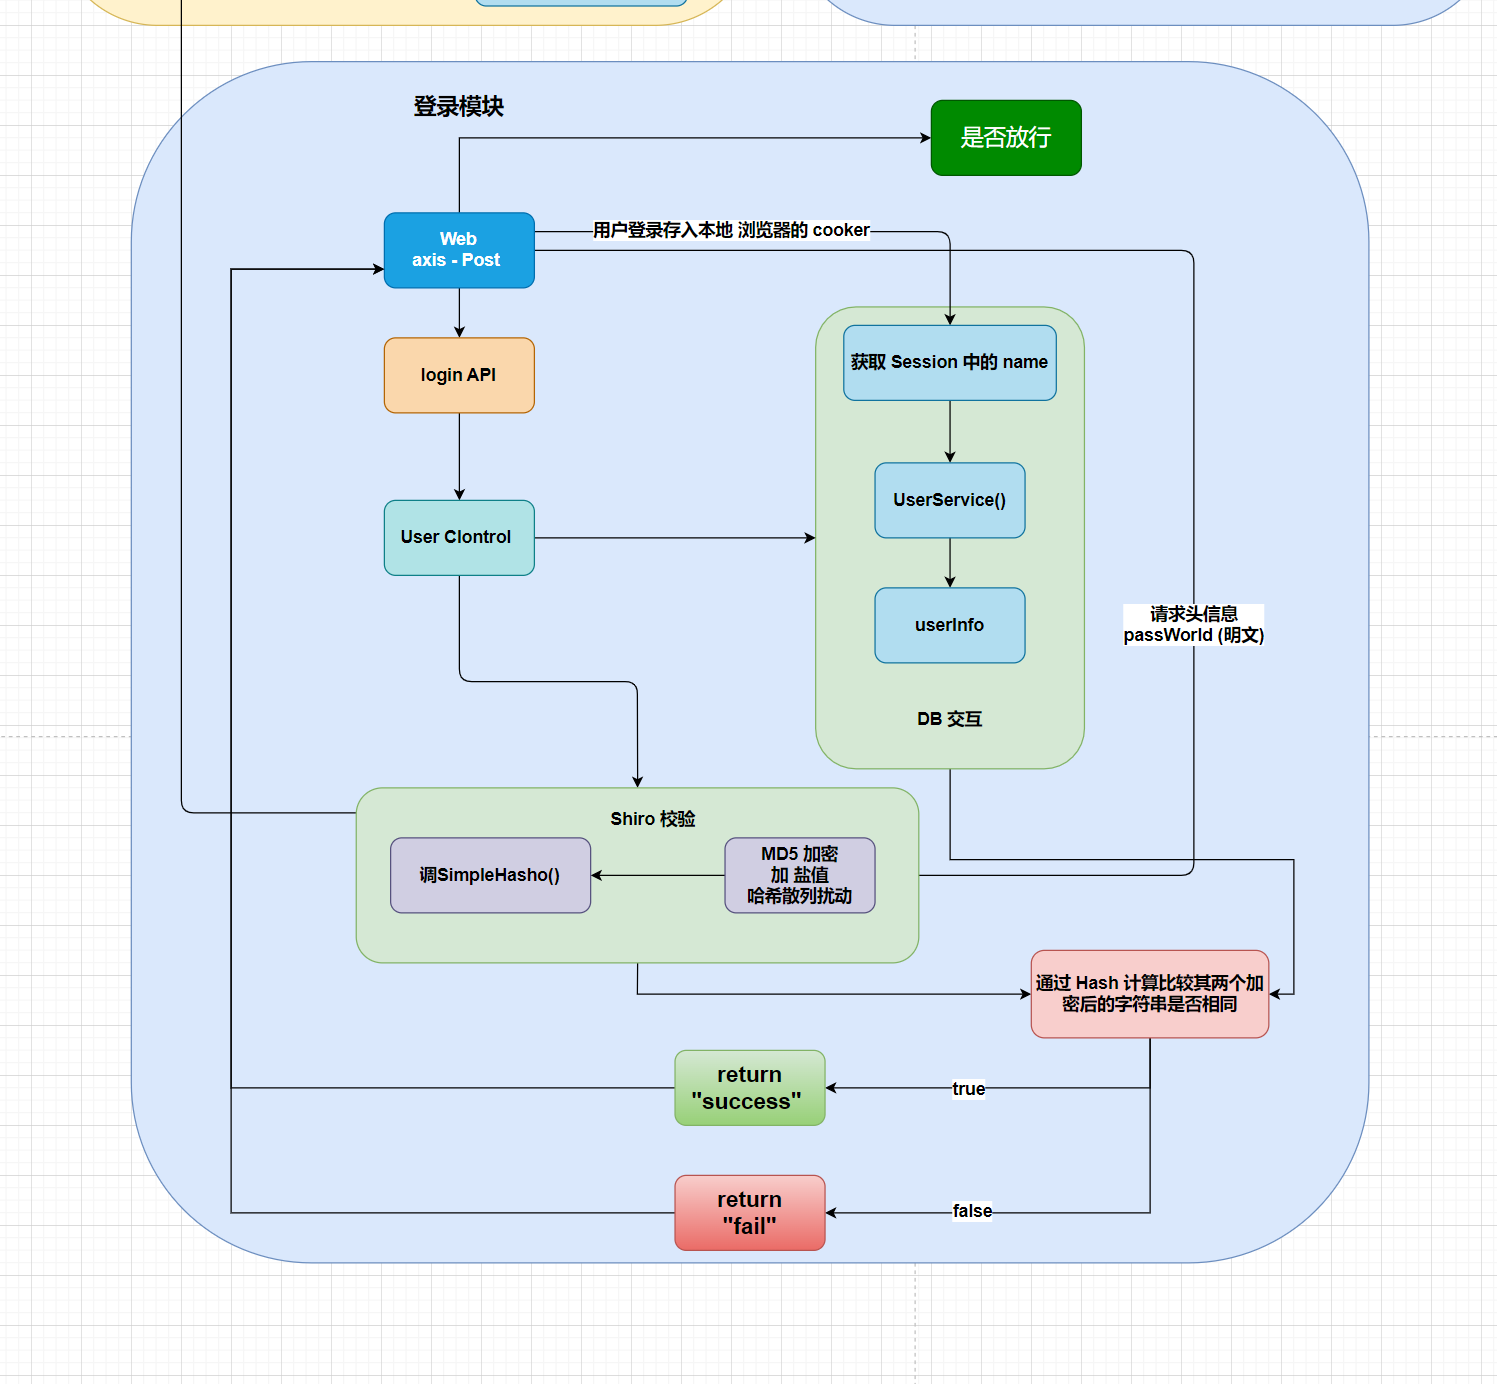 登录模块
是否放行
Web
axis - Post
用户登录存入本地 浏览器的 cooker
login API
获取 Session 中的 name
UserService()
User Clontrol
userInfo
请求头信息
passWorld (明文)
DB 交互
Shiro 校验
调SimpleHasho()
MD5 加密
加 盐值
哈希散列扰动
通过 Hash 计算比较其两个加
密后的字符串是否相同
return
"success"
true
return
"fail"
false